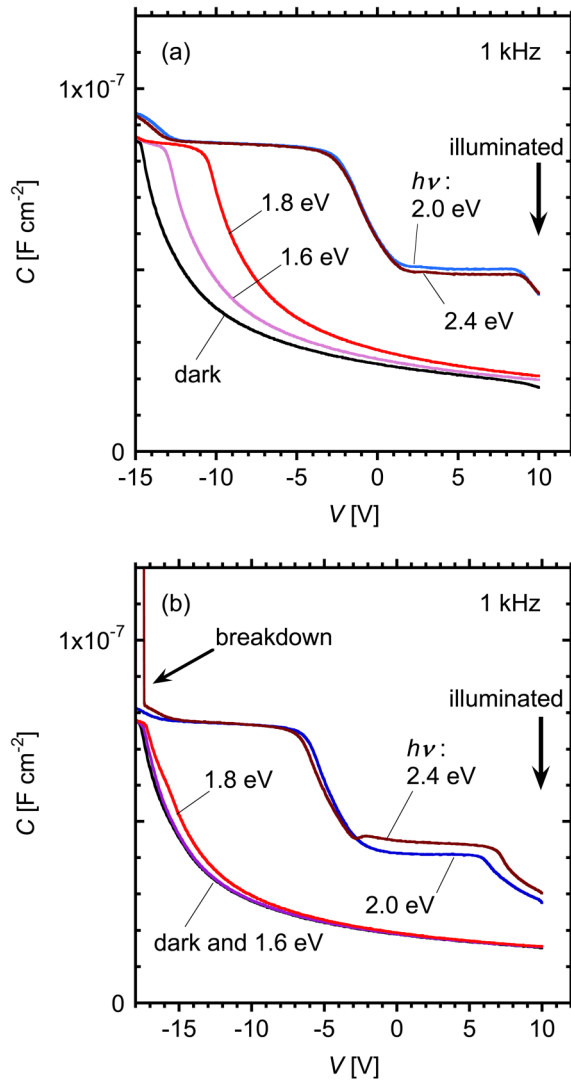 (a)
1 kHz
1x10⁻⁷
illuminated
hν:
2.0 eV
1.8 eV
1.6 eV
2.4 eV
dark
C [F cm⁻²]
0
-15 -10 -5 0 5 10
V [V]
(b)
1 kHz
1x10⁻⁷
breakdown
illuminated
hν:
2.4 eV
1.8 eV
2.0 eV
dark and 1.6 eV
C [F cm⁻²]
0
-15 -10 -5 0 5 10
V [V]